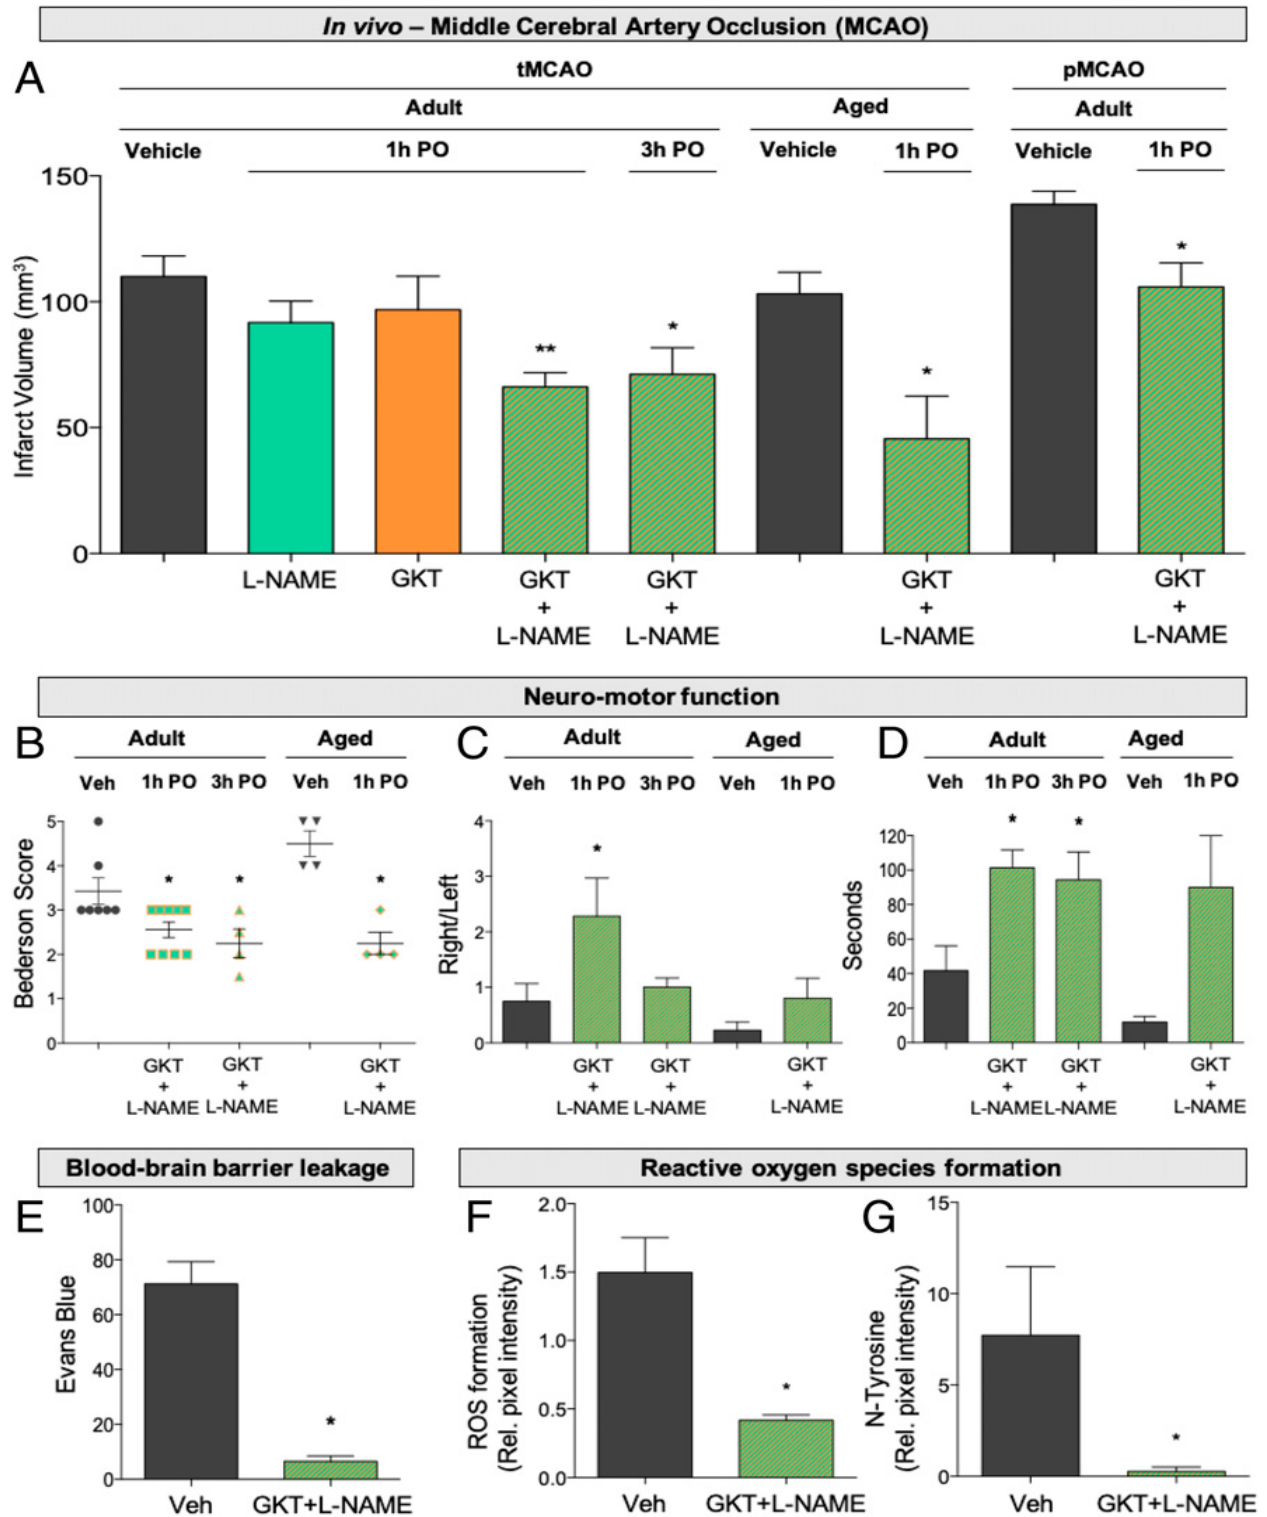 In vivo – Middle Cerebral Artery Occlusion (MCAO)
A
tMCAO pMCAO
Adult Aged Adult
Vehicle 1h PO 3h PO Vehicle 1h PO Vehicle 1h PO
Infarct Volume (mm³)
150
100
50
0
** * * *
L-NAME GKT GKT GKT GKT GKT
+ + + +
L-NAME L-NAME L-NAME L-NAME
Neuro-motor function
B
Adult Aged
Veh 1h PO 3h PO Veh 1h PO
Bederson Score
5
4
3
2
1
0
* * *
GKT GKT GKT
+ + +
L-NAME L-NAME L-NAME
C
Adult Aged
Veh 1h PO 3h PO Veh 1h PO
Right/Left
4
3
2
1
0
*
GKT GKT GKT
+ + +
L-NAME L-NAME L-NAME
D
Adult Aged
Veh 1h PO 3h PO Veh 1h PO
Seconds
120
100
80
60
40
20
0
* *
GKT GKT GKT
+ + +
L-NAME L-NAME L-NAME
Blood-brain barrier leakage
E
Evans Blue
100
80
60
40
20
0
*
Veh GKT+L-NAME
Reactive oxygen species formation
F
ROS formation
(Rel. pixel intensity)
2.0
1.5
1.0
0.5
0.0
*
Veh GKT+L-NAME
G
N-Tyrosine
(Rel. pixel intensity)
15
10
5
0
*
Veh GKT+L-NAME